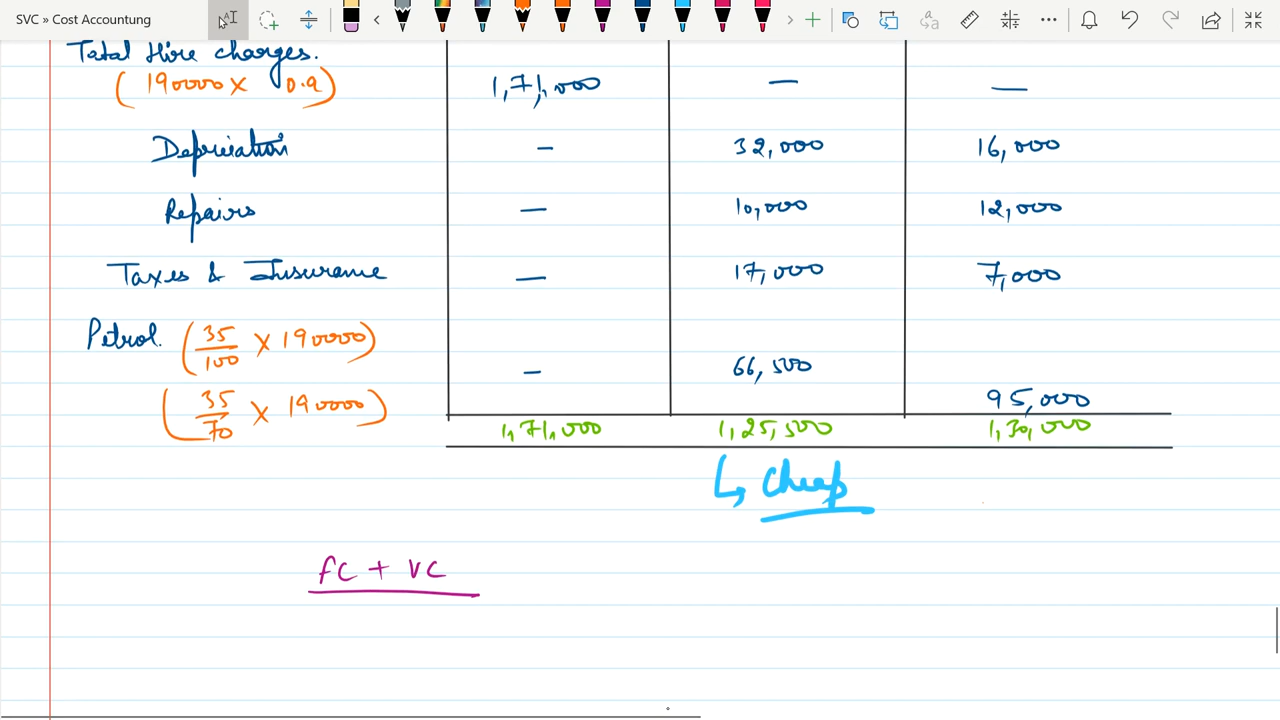 SVC » Cost Accountung
Total Hire charges.
(190000 × 0.9) 1,71,000 — —
Depreciation - 32,000 16,000
Repairs — 10,000 12,000
Taxes & Insurance — 17,000 7,000
Petrol. (35/100 × 190000)
- 66,500
(35/70 × 190000) 95,000
1,71,000 1,25,500 1,30,000
↳ Cheap
FC + VC